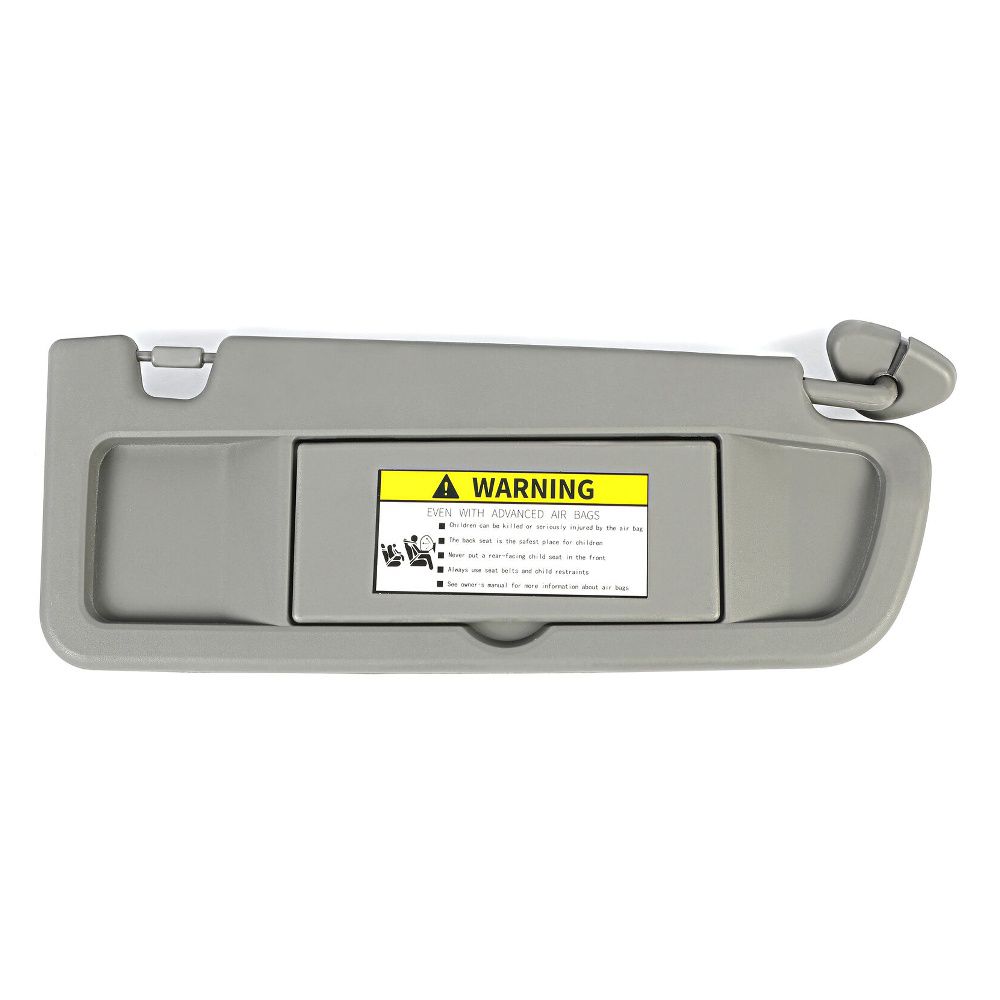 WARNING
EVEN WITH ADVANCED AIR BAGS
Children can be killed or seriously injured by the air bag
The back seat is the safest place for children
Never put a rear-facing child seat in the front
Always use seat belts and child restraints
See owner-s manual for more information about air bags